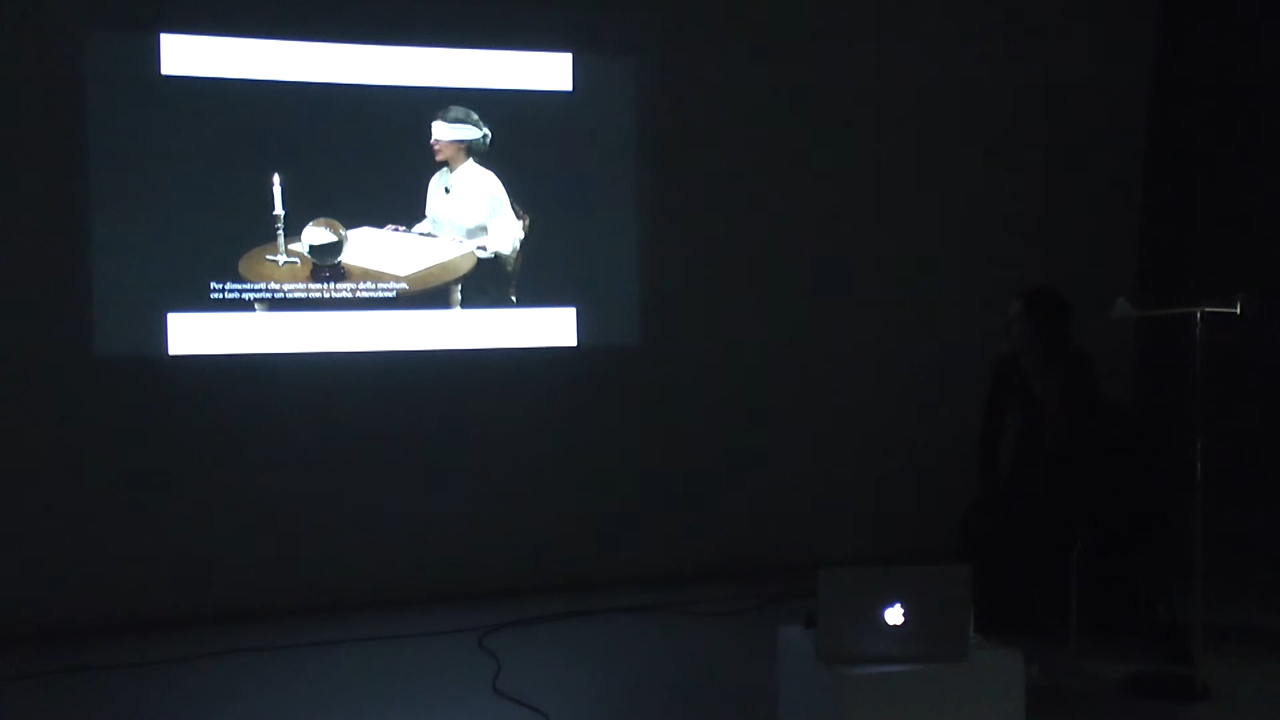 Per dimostrarti che questo non è il corpo della medium,
ora farò apparire un uomo con la barba. Attenzione!